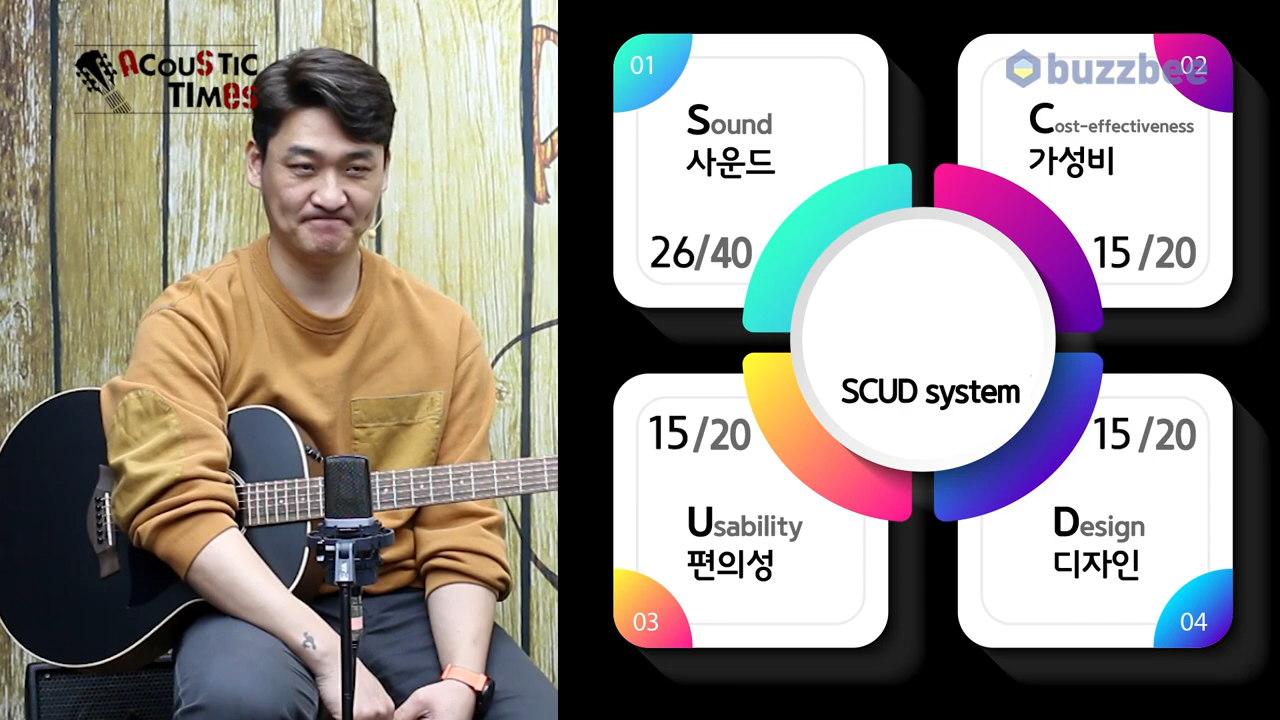 ACOUSTIC
TIMES
01
Sound
사운드
26/40
buzzbee
02
Cost-effectiveness
가성비
15/20
SCUD system
15/20
Usability
편의성
03
15/20
Design
디자인
04